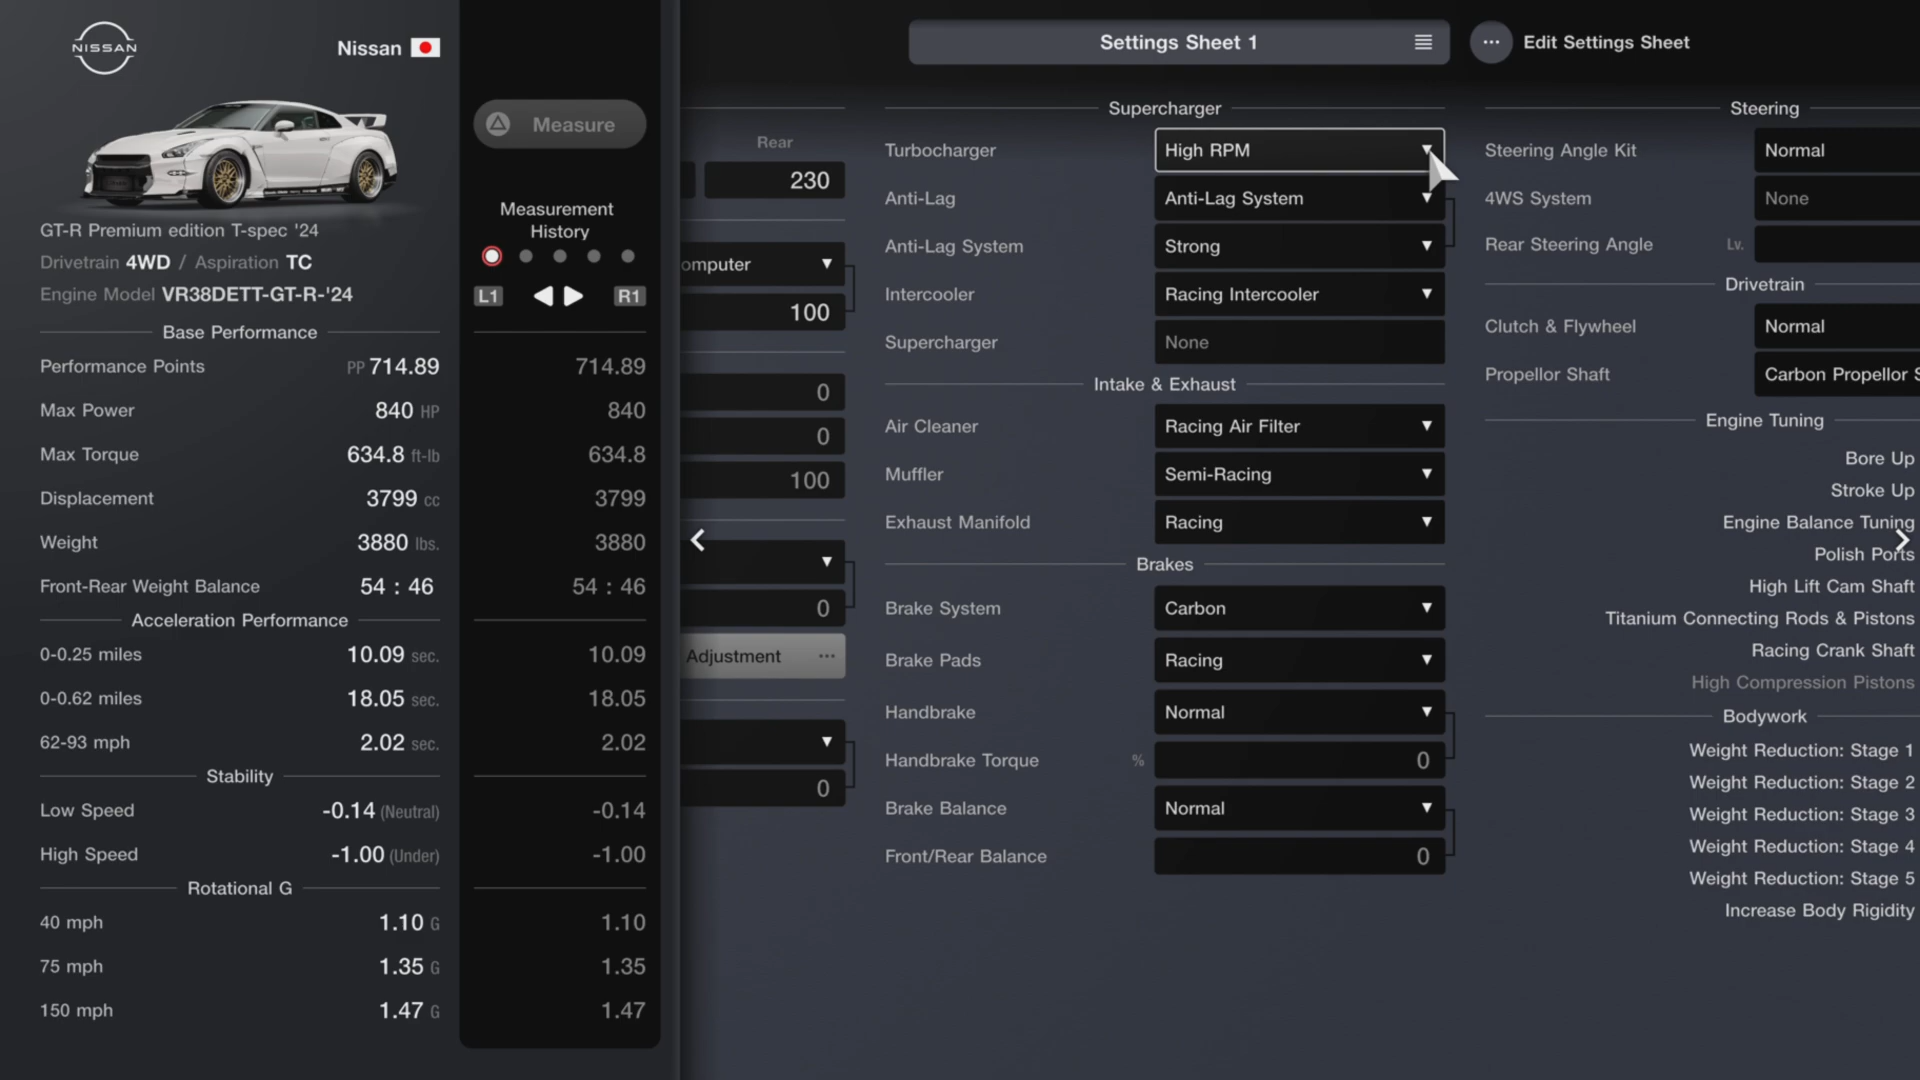 NISSAN
Nissan
GT-R Premium edition T-spec '24
Drivetrain 4WD / Aspiration TC
Engine Model VR38DETT-GT-R-'24
Base Performance
Performance Points PP 714.89
Max Power 840 HP
Max Torque 634.8 ft-lb
Displacement 3799 cc
Weight 3880 lbs.
Front-Rear Weight Balance 54 : 46
Acceleration Performance
0-0.25 miles 10.09 sec.
0-0.62 miles 18.05 sec.
62-93 mph 2.02 sec.
Stability
Low Speed -0.14 (Neutral)
High Speed -1.00 (Under)
Rotational G
40 mph 1.10 G
75 mph 1.35 G
150 mph 1.47 G
Measure
Measurement
History
L1 R1
714.89
840
634.8
3799
3880
54 : 46
10.09
18.05
2.02
-0.14
-1.00
1.10
1.35
1.47
Settings Sheet 1
Edit Settings Sheet
Rear
230
omputer
100
0
0
100
0
Adjustment
0
Supercharger
Turbocharger High RPM
Anti-Lag Anti-Lag System
Anti-Lag System Strong
Intercooler Racing Intercooler
Supercharger None
Intake & Exhaust
Air Cleaner Racing Air Filter
Muffler Semi-Racing
Exhaust Manifold Racing
Brakes
Brake System Carbon
Brake Pads Racing
Handbrake Normal
Handbrake Torque % 0
Brake Balance Normal
Front/Rear Balance 0
Steering
Steering Angle Kit Normal
4WS System None
Rear Steering Angle Lv.
Drivetrain
Clutch & Flywheel Normal
Propellor Shaft Carbon Propellor S
Engine Tuning
Bore Up
Stroke Up
Engine Balance Tuning
Polish Ports
High Lift Cam Shaft
Titanium Connecting Rods & Pistons
Racing Crank Shaft
High Compression Pistons
Bodywork
Weight Reduction: Stage 1
Weight Reduction: Stage 2
Weight Reduction: Stage 3
Weight Reduction: Stage 4
Weight Reduction: Stage 5
Increase Body Rigidity